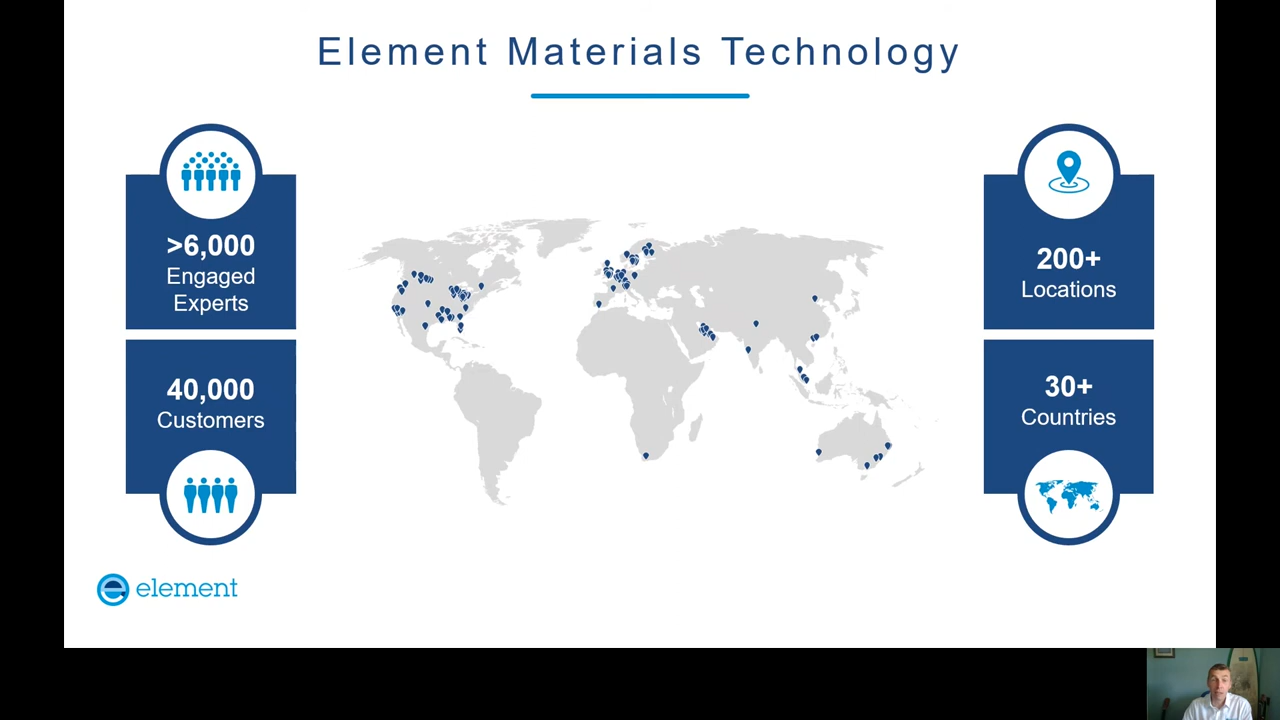 Element Materials Technology
>6,000
Engaged
Experts
40,000
Customers
200+
Locations
30+
Countries
element